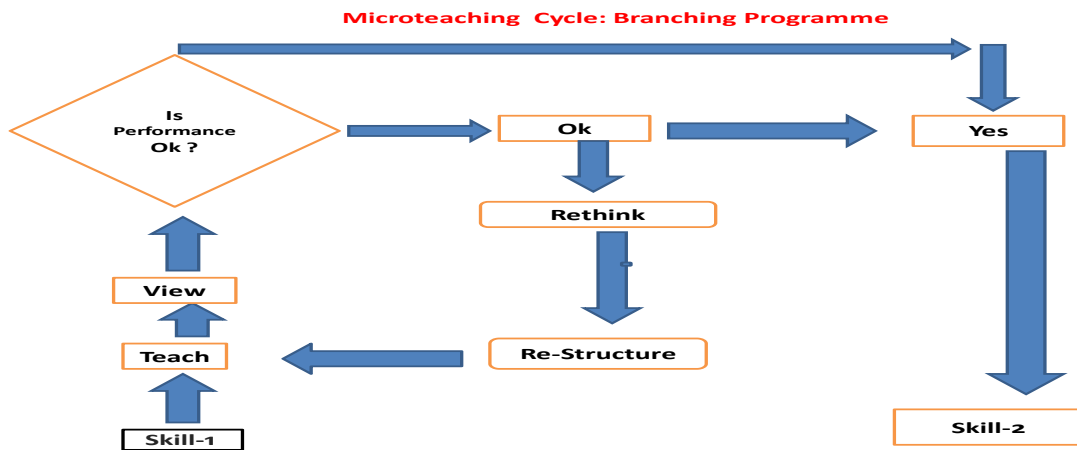 Microteaching Cycle: Branching Programme
Is
Performance
Ok ?
Ok
Yes
Rethink
View
Teach
Re-Structure
Skill-1
Skill-2